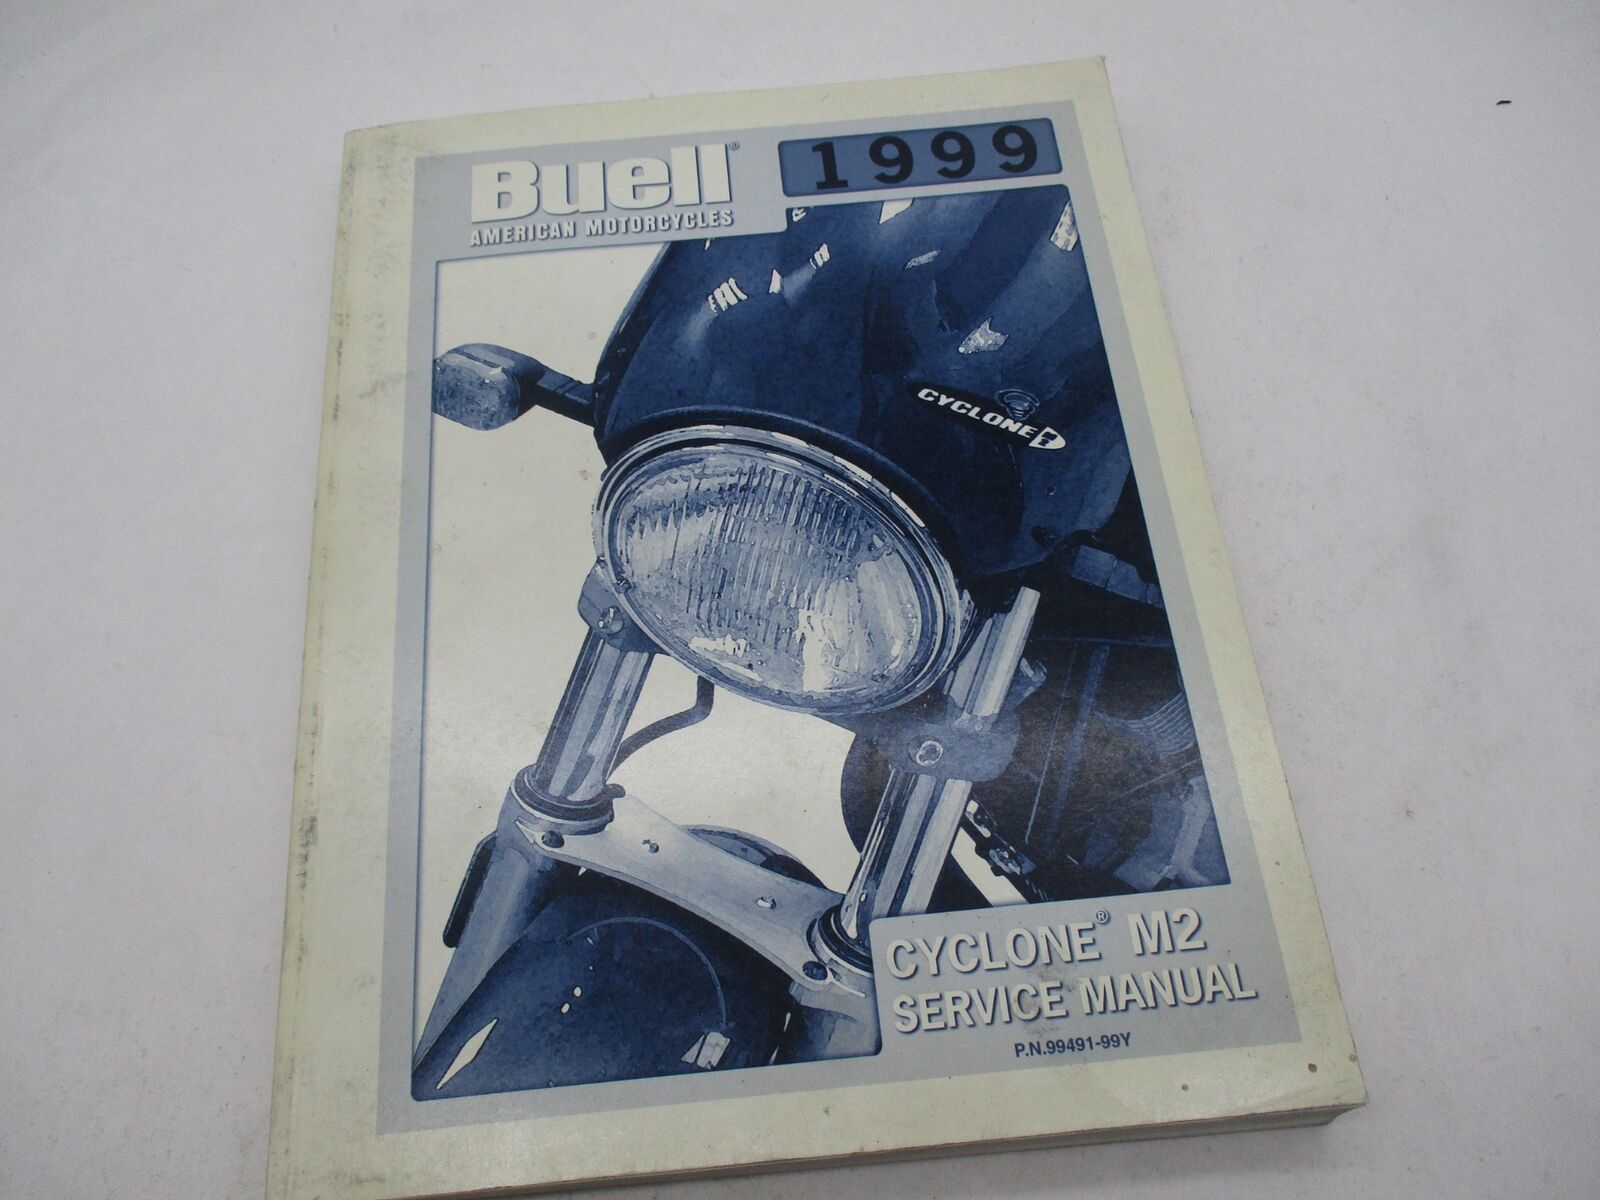 Buell®
AMERICAN MOTORCYCLES
1999
CYCLONE
CYCLONE® M2
SERVICE MANUAL
P.N.99491-99Y